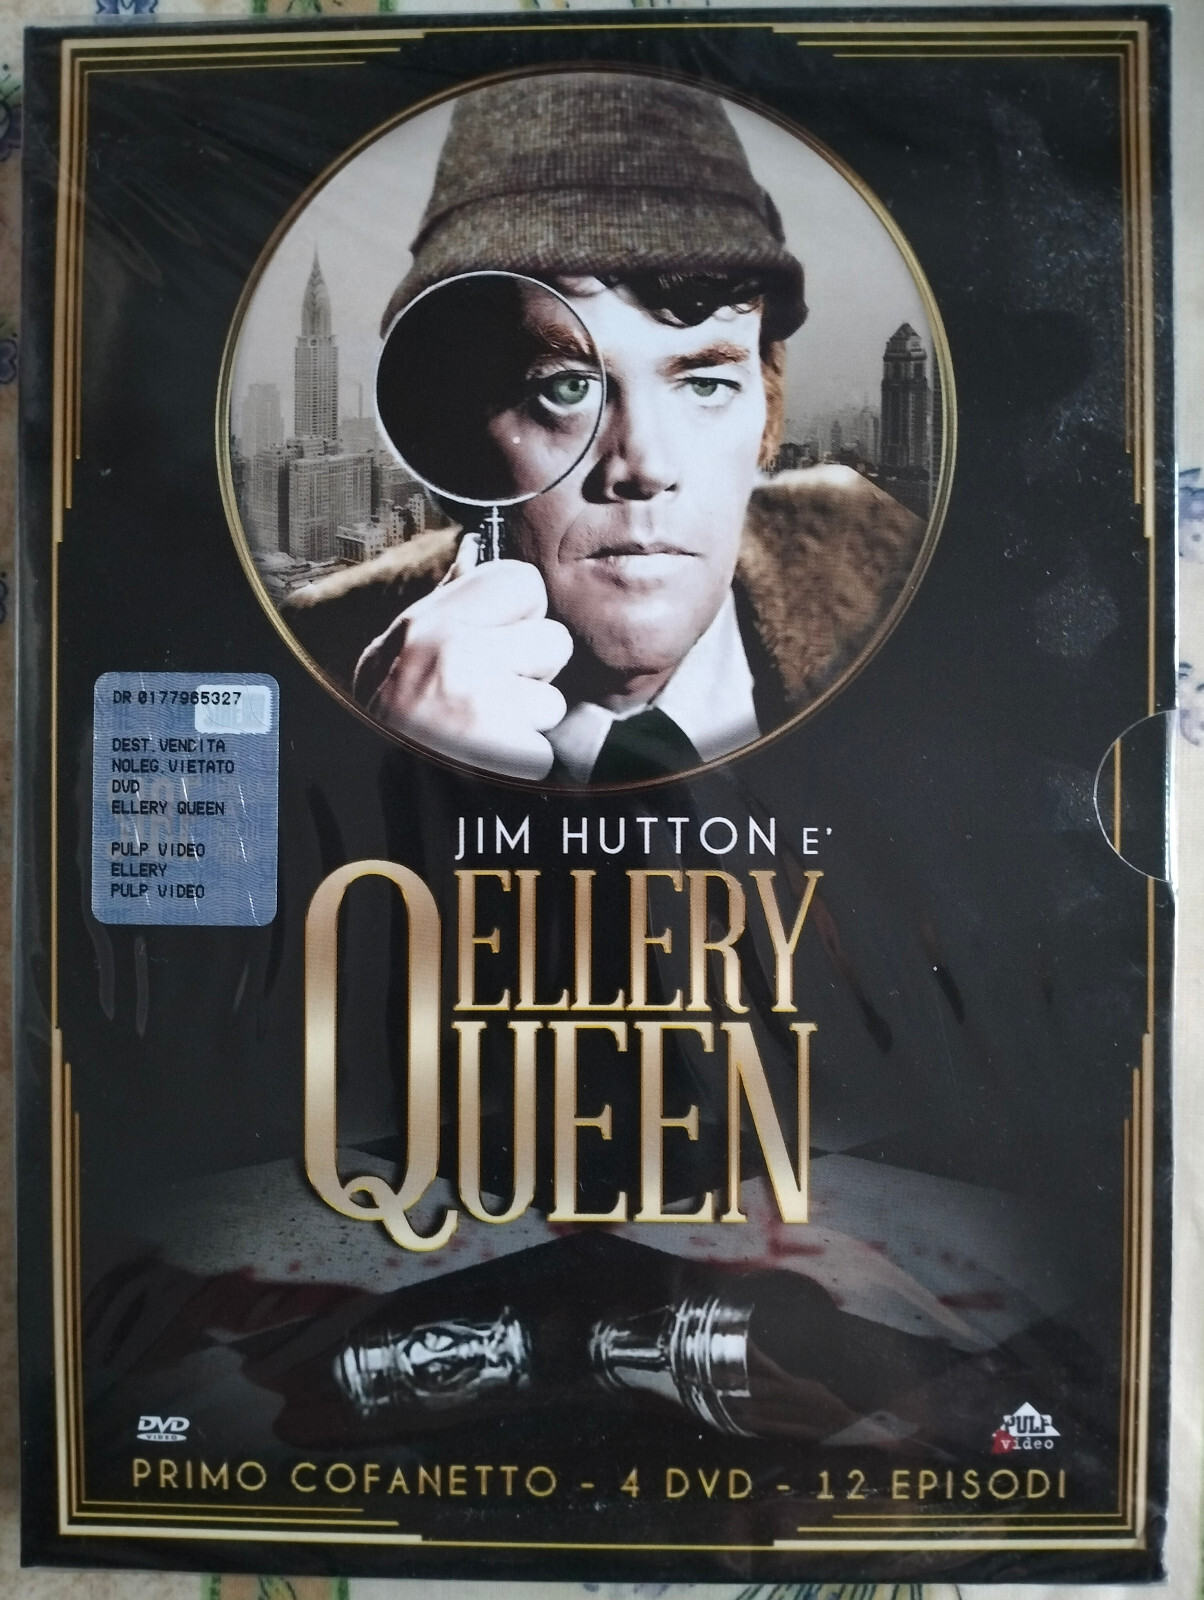 DR 0177965327
DEST.VENDITA
NOLEG.VIETATO
DVD
ELLERY QUEEN
PULP VIDEO
ELLERY
PULP VIDEO
JIM HUTTON E'
ELLERY
QUEEN
DVD
VIDEO
PULP
video
PRIMO COFANETTO - 4 DVD - 12 EPISODI